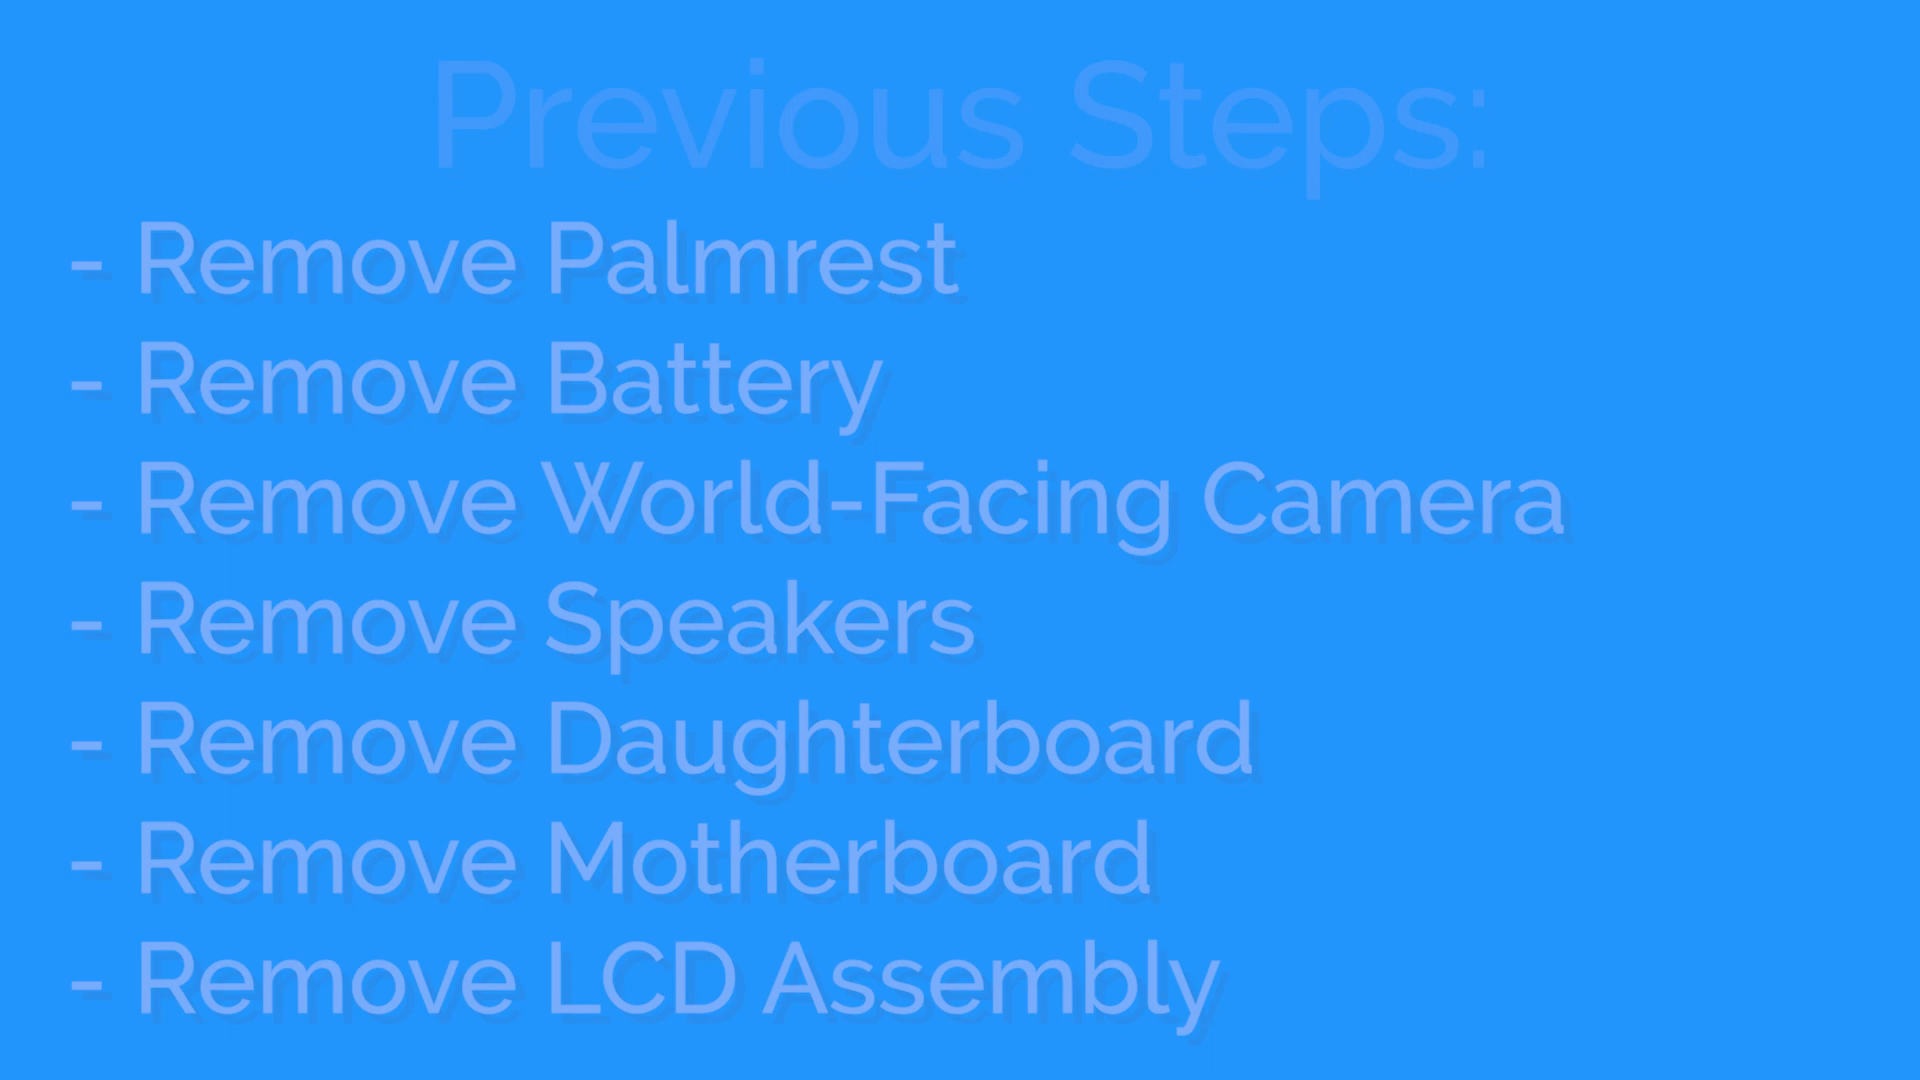 Previous Steps:
- Remove Palmrest
- Remove Battery
- Remove World-Facing Camera
- Remove Speakers
- Remove Daughterboard
- Remove Motherboard
- Remove LCD Assembly